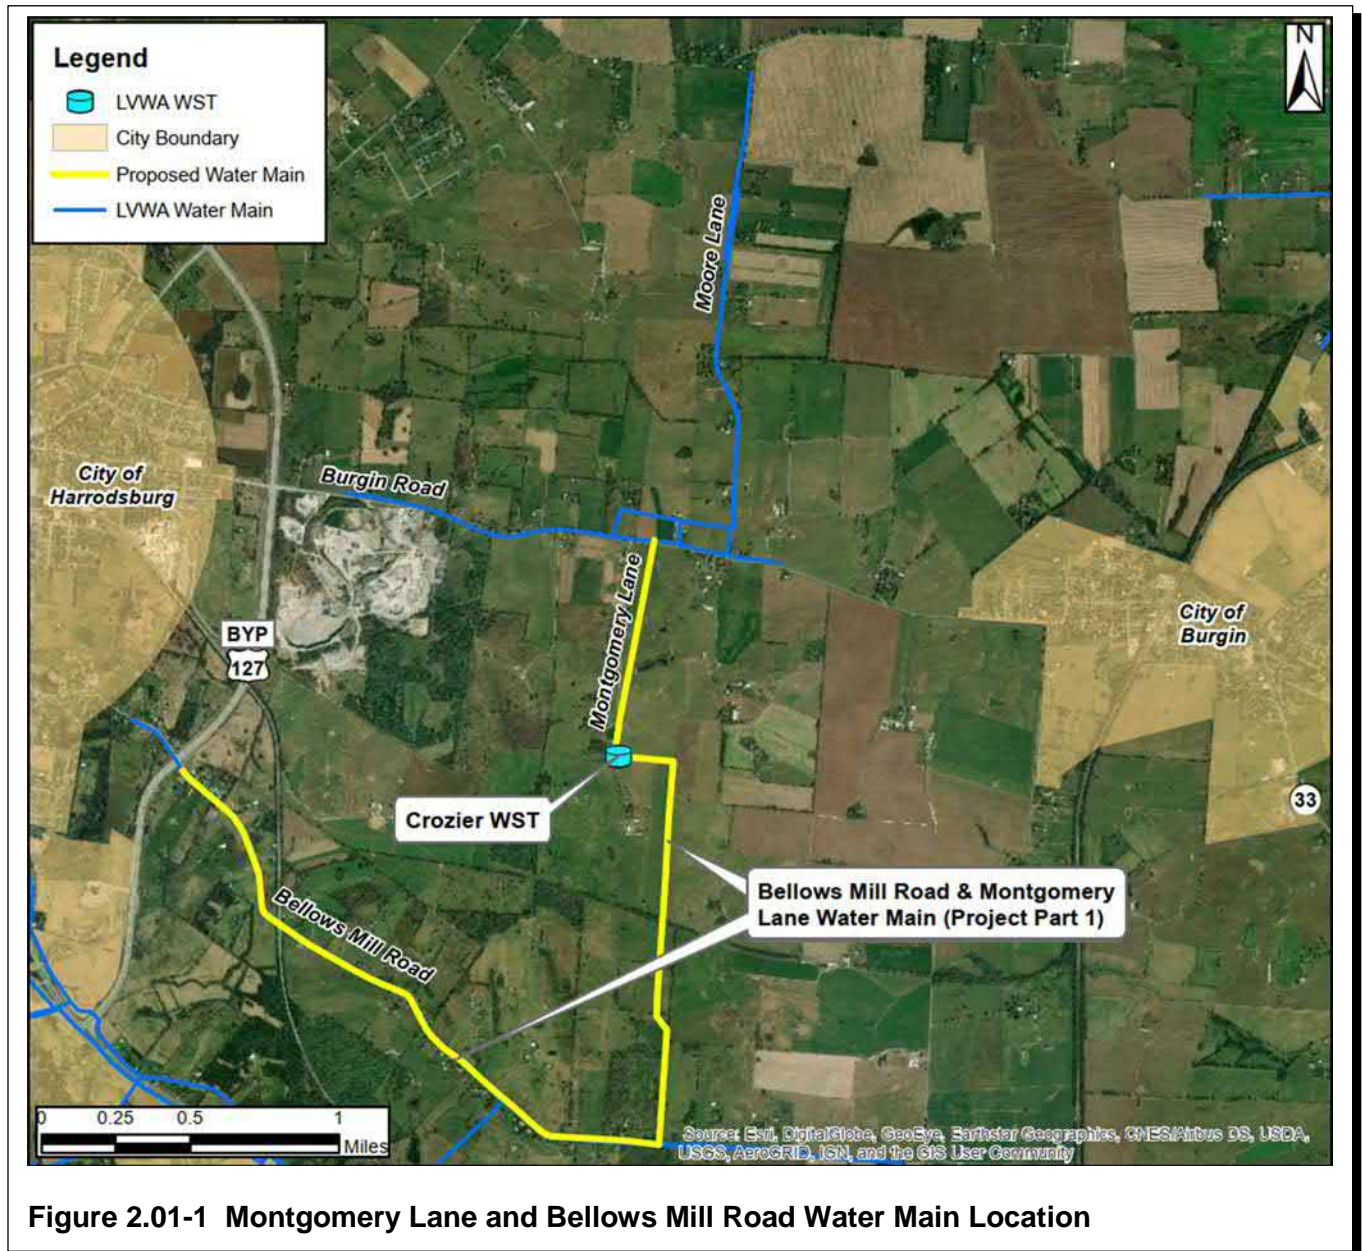 Legend
LVWA WST
City Boundary
Proposed Water Main
LVWA Water Main
N
Moore Lane
City of
Harrodsburg
Burgin Road
Montgomery Lane
City of
Burgin
BYP
127
33
Crozier WST
Bellows Mill Road & Montgomery
Lane Water Main (Project Part 1)
Bellows Mill Road
0 0.25 0.5 1
Miles
Source: Esri, DigitalGlobe, GeoEye, Earthstar Geographics, CNES/Airbus DS, USDA,
USGS, AeroGRID, IGN, and the GIS User Community
Figure 2.01-1 Montgomery Lane and Bellows Mill Road Water Main Location